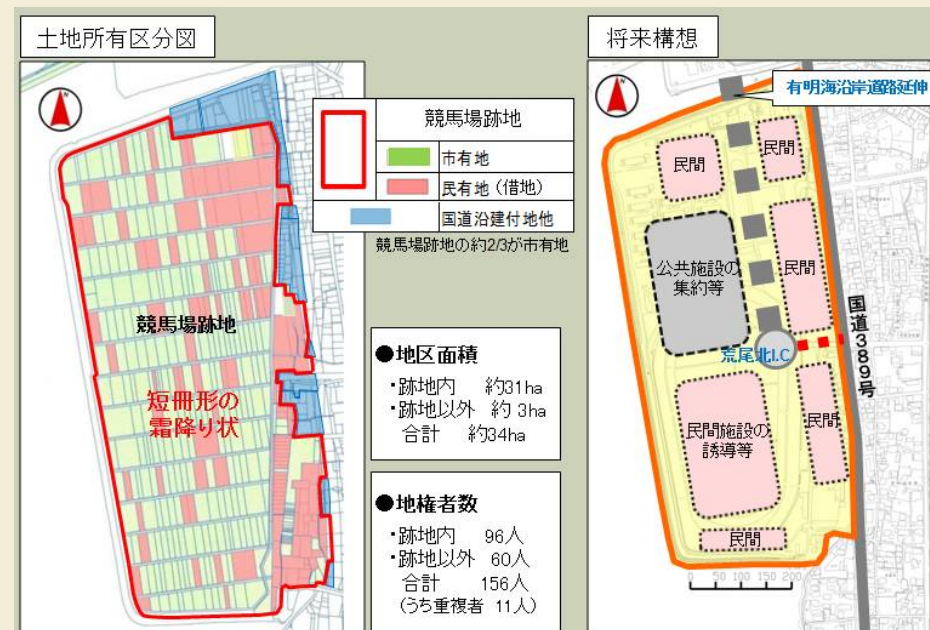 土地所有区分図
競馬場跡地
市有地
民有地（借地）
国道沿建付地他
競馬場跡地の約2/3が市有地
競馬場跡地
短冊形の
霜降り状
●地区面積
・跡地内　約31ha
・跡地以外　約 3ha
合計　約34ha
●地権者数
・跡地内　96人
・跡地以外　60人
合計　156人
（うち重複者 11人）
将来構想
有明海沿岸道路延伸
民間
民間
公共施設の
集約等
民間
国道389号
荒尾北I.C
民間施設の
誘導等
民間
民間
0 50 100 150 200